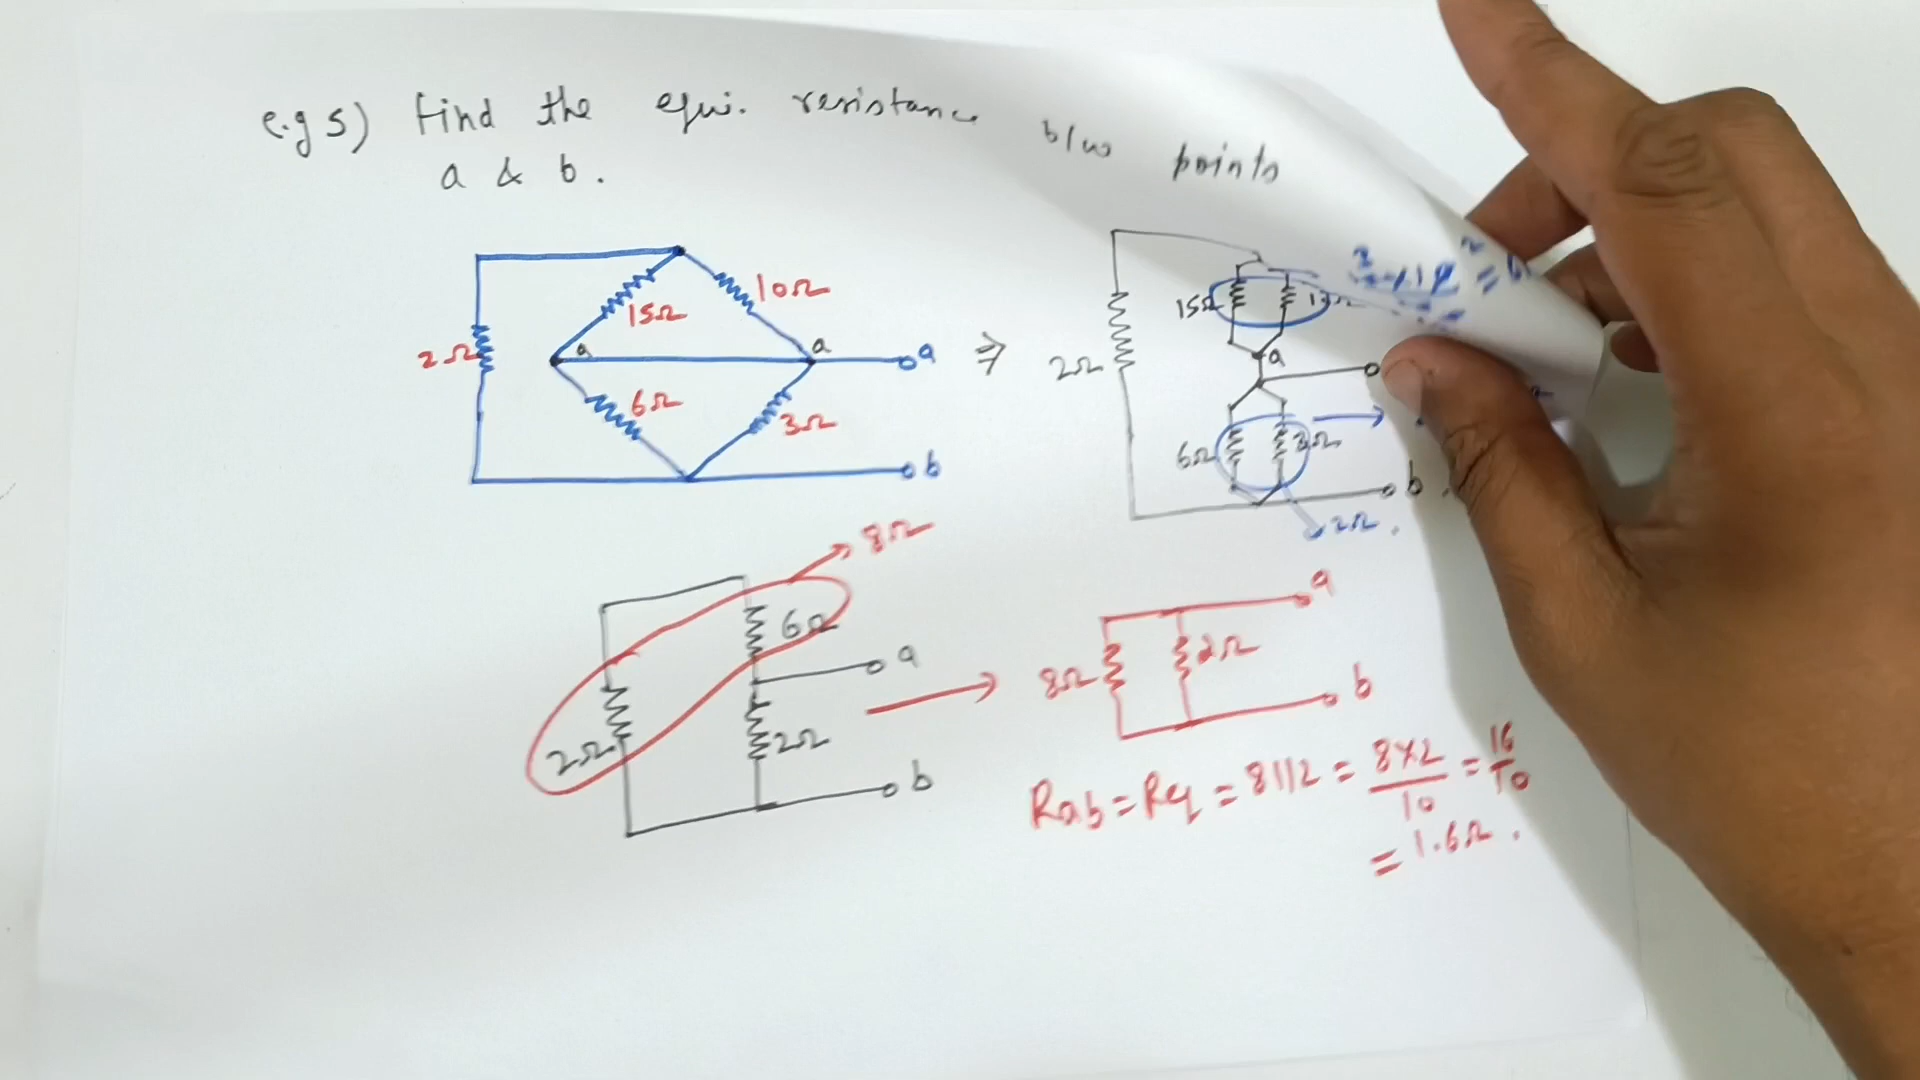 e.g 5) Find the equi. resistance b/w points
a & b.
2Ω 15Ω 10Ω a a a
6Ω 3Ω b
⇒ 2Ω 15Ω a
6Ω 3Ω b
2Ω.
8Ω
6Ω a
2Ω 2Ω b
8Ω 2Ω a
b
Rab = Req = 8||2 = 8×2/10 = 16/10
= 1.6Ω.